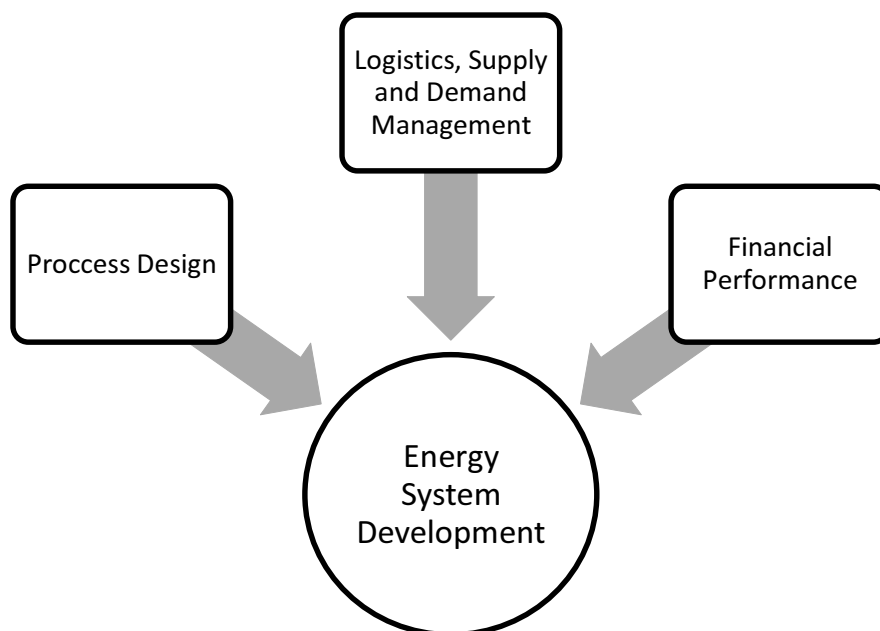 Logistics, Supply
and Demand
Management
Proccess Design
Financial
Performance
Energy
System
Development